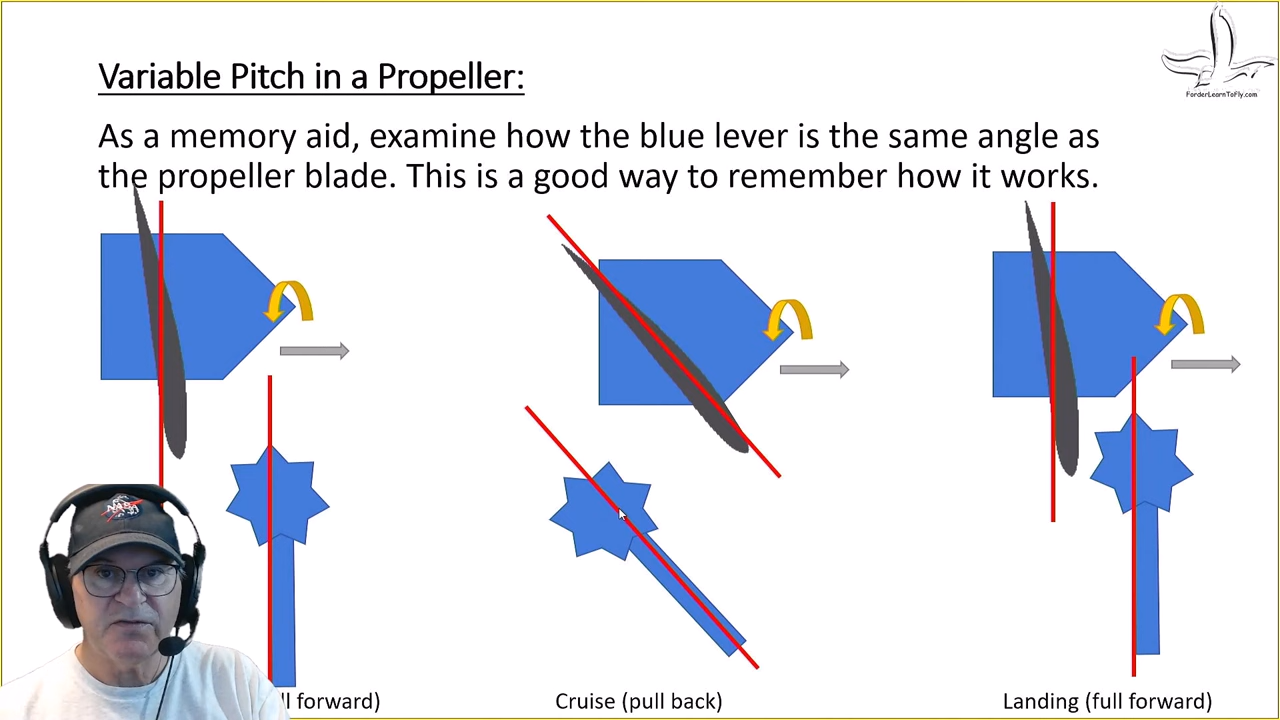 Variable Pitch in a Propeller:
ForderLearnToFly.com
As a memory aid, examine how the blue lever is the same angle as
the propeller blade. This is a good way to remember how it works.
ll forward)
Cruise (pull back)
Landing (full forward)